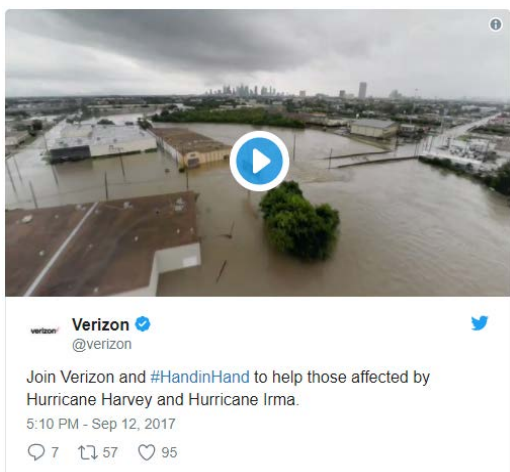 verizon
Verizon
@verizon
Join Verizon and #HandinHand to help those affected by
Hurricane Harvey and Hurricane Irma.
5:10 PM - Sep 12, 2017
7 57 95